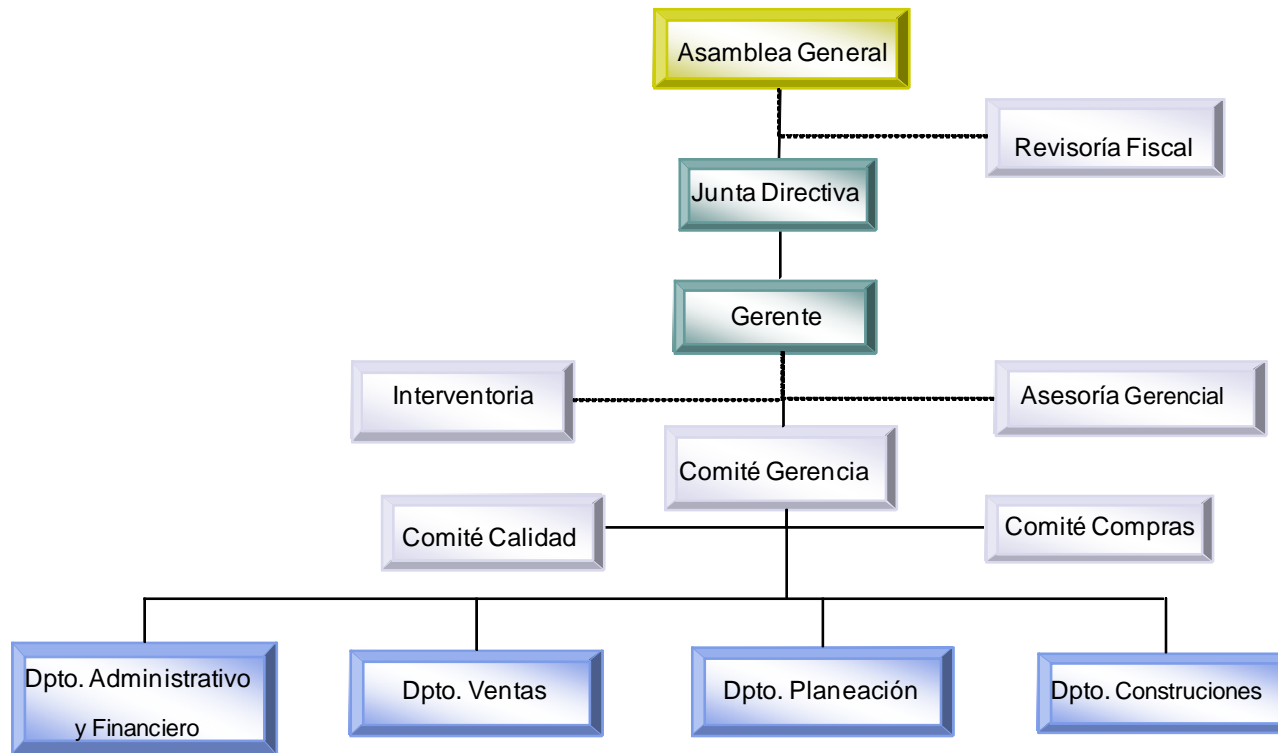 Asamblea General
Revisoría Fiscal
Junta Directiva
Gerente
Interventoria
Asesoría Gerencial
Comité Gerencia
Comité Calidad
Comité Compras
Dpto. Administrativo
y Financiero
Dpto. Ventas
Dpto. Planeación
Dpto. Construciones